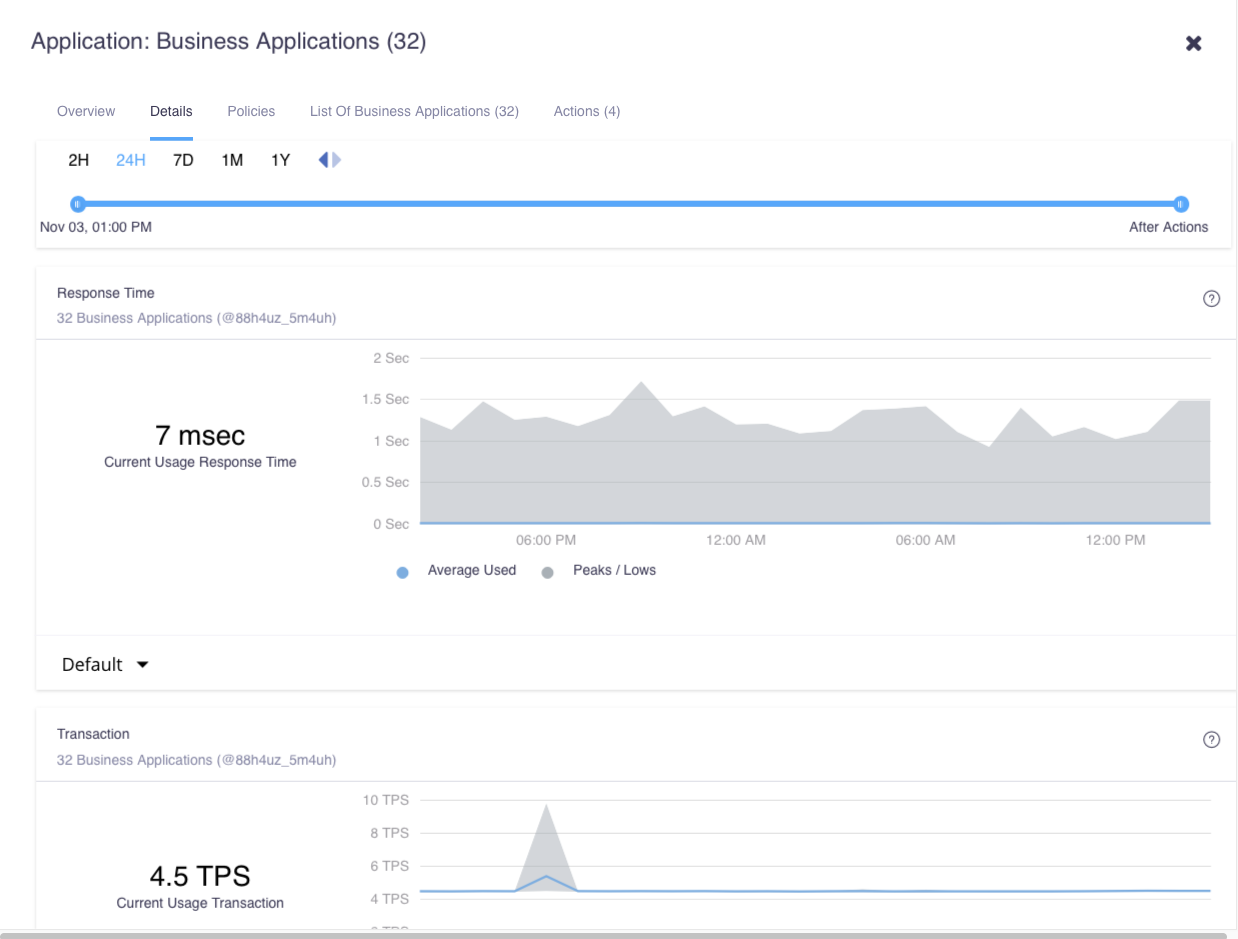 Application: Business Applications (32)
Overview Details Policies List Of Business Applications (32) Actions (4)
2H 24H 7D 1M 1Y
Nov 03, 01:00 PM After Actions
Response Time
32 Business Applications (@88h4uz_5m4uh)
7 msec
Current Usage Response Time
2 Sec
1.5 Sec
1 Sec
0.5 Sec
0 Sec
06:00 PM 12:00 AM 06:00 AM 12:00 PM
Average Used Peaks / Lows
Default
Transaction
32 Business Applications (@88h4uz_5m4uh)
4.5 TPS
Current Usage Transaction
10 TPS
8 TPS
6 TPS
4 TPS